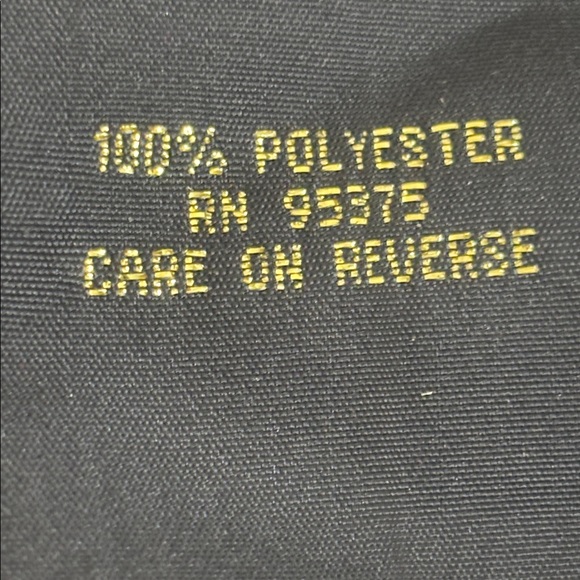 100% POLYESTER
RN 95375
CARE ON REVERSE